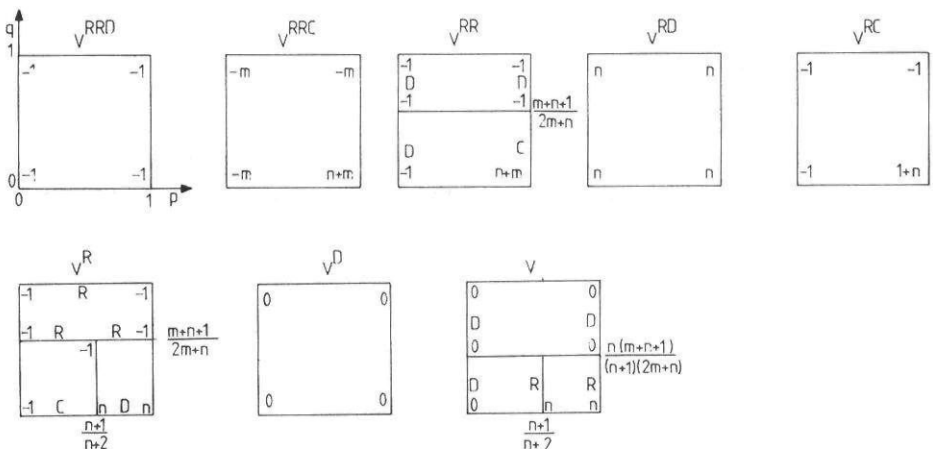 q V^RRD V^RRC V^RR V^RD V^RC
1
-1 -1 -m -m -1 -1 n n -1 -1
D D
-1 -1 m+n+1
2m+n
D C
0 -1 -1 -m n+m -1 n+m n n -1 1+n
0 1 p
V^R V^D V
-1 R -1 0 0 0 0
D D
-1 R R -1 m+n+1 0 0
-1 2m+n n(m+n+1)
(n+1)(2m+n)
D R R
-1 C n D n 0 0 0 n n
n+1 n+1
n+2 n+2